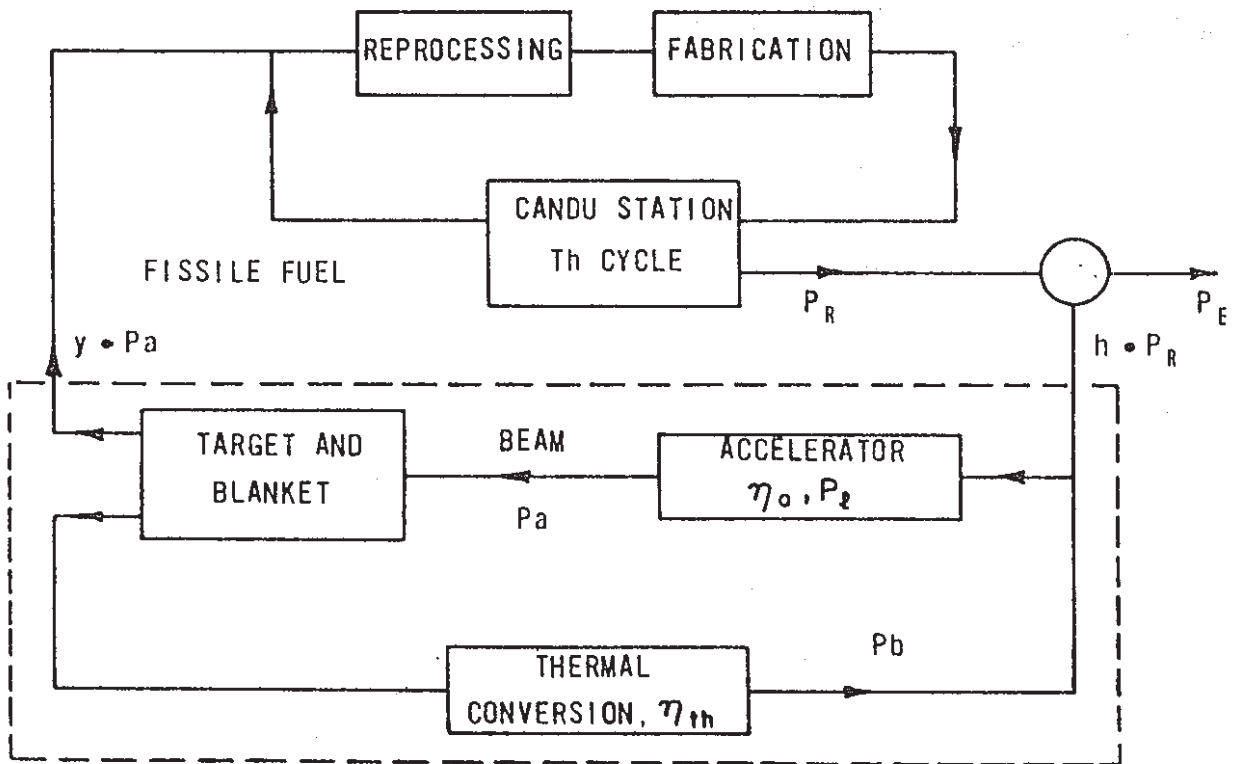 REPROCESSING
FABRICATION
CANDU STATION
Th CYCLE
FISSILE FUEL
P_R
P_E
y • Pa
h • P_R
TARGET AND
BLANKET
BEAM
Pa
ACCELERATOR
η_a, P_ℓ
Pb
THERMAL
CONVERSION, η_th